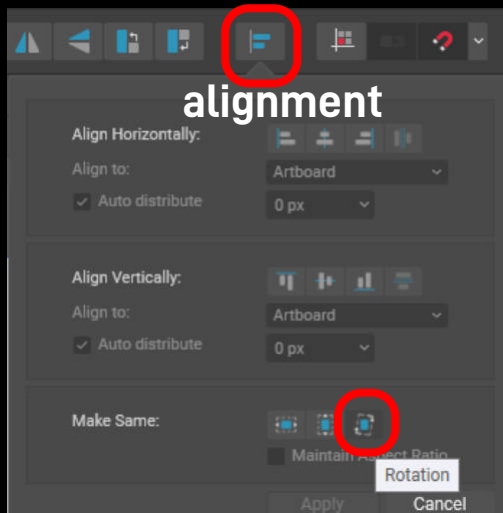 alignment
Align Horizontally:
Align to: Artboard
Auto distribute 0 px
Align Vertically:
Align to: Artboard
Auto distribute 0 px
Make Same:
Maintain Aspect Ratio
Rotation
Apply Cancel